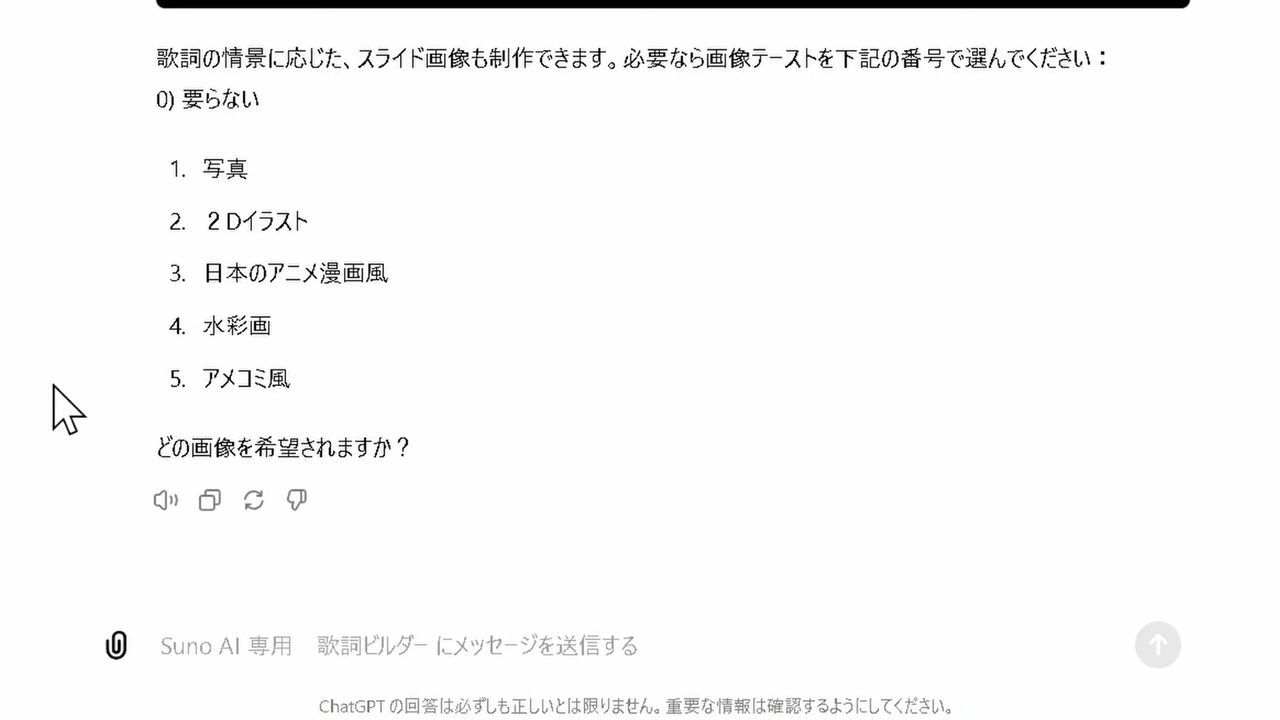 歌詞の情景に応じた、スライド画像も制作できます。必要なら画像テーストを下記の番号で選んでください：
0) 要らない
1. 写真
2. ２Dイラスト
3. 日本のアニメ漫画風
4. 水彩画
5. アメコミ風
どの画像を希望されますか？
Suno AI 専用　歌詞ビルダー にメッセージを送信する
ChatGPT の回答は必ずしも正しいとは限りません。重要な情報は確認するようにしてください。